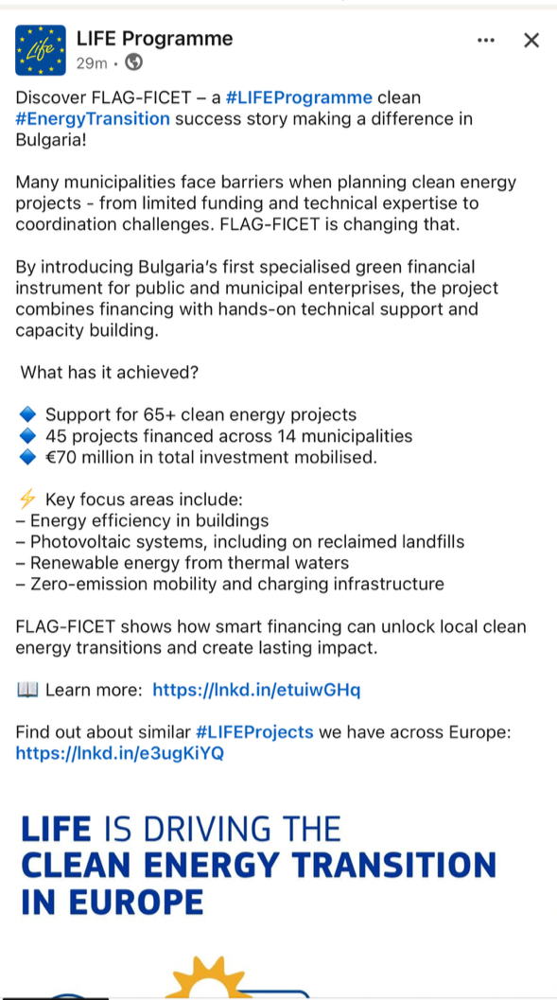 Life
LIFE Programme
29m •
Discover FLAG-FICET – a #LIFEProgramme clean
#EnergyTransition success story making a difference in
Bulgaria!
Many municipalities face barriers when planning clean energy
projects - from limited funding and technical expertise to
coordination challenges. FLAG-FICET is changing that.
By introducing Bulgaria's first specialised green financial
instrument for public and municipal enterprises, the project
combines financing with hands-on technical support and
capacity building.
What has it achieved?
🔷 Support for 65+ clean energy projects
🔷 45 projects financed across 14 municipalities
🔷 €70 million in total investment mobilised.
⚡ Key focus areas include:
– Energy efficiency in buildings
– Photovoltaic systems, including on reclaimed landfills
– Renewable energy from thermal waters
– Zero-emission mobility and charging infrastructure
FLAG-FICET shows how smart financing can unlock local clean
energy transitions and create lasting impact.
📖 Learn more: https://lnkd.in/etuiwGHq
Find out about similar #LIFEProjects we have across Europe:
https://lnkd.in/e3ugKiYQ
LIFE IS DRIVING THE
CLEAN ENERGY TRANSITION
IN EUROPE